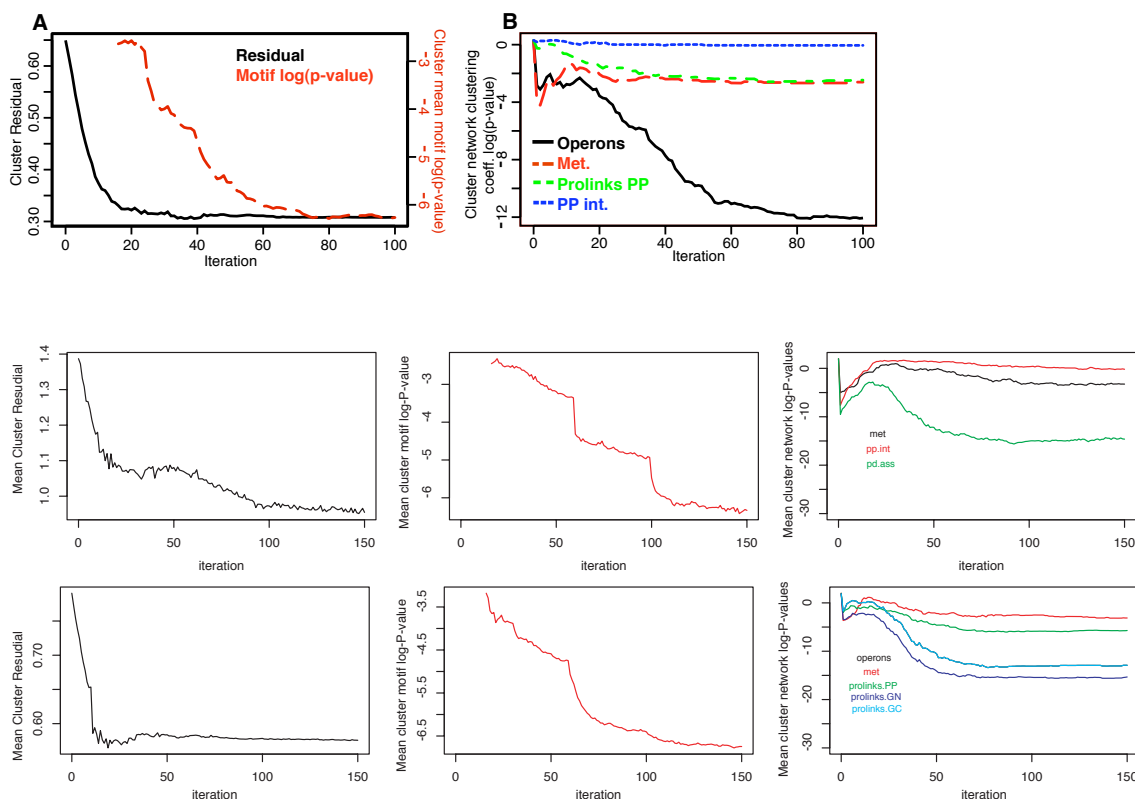 A
Cluster Residual
0.60
0.50
0.40
0.30
Residual
Motif log(p-value)
-3
-4
-5
-6
Cluster mean
motif log(p-value)
0 20 40 60 80 100
Iteration
B
Cluster network clustering
coeff. log(p-value)
0
-4
-8
-12
Operons
Met.
Prolinks PP
PP int.
0 20 40 60 80 100
Iteration
Mean Cluster Resudial
1.4
1.3
1.2
1.1
1.0
0 50 100 150
iteration
Mean cluster motif log-P-value
-3
-4
-5
-6
0 50 100 150
iteration
Mean cluster network log-P-values
0
-10
-20
-30
met
pp.int
pd.ass
0 50 100 150
iteration
Mean Cluster Resudial
0.70
0.60
0 50 100 150
iteration
Mean cluster motif log-P-value
-3.5
-4.5
-5.5
-6.5
0 50 100 150
iteration
Mean cluster network log-P-values
0
-10
-20
-30
operons
met
prolinks.PP
prolinks.GN
prolinks.GC
0 50 100 150
iteration